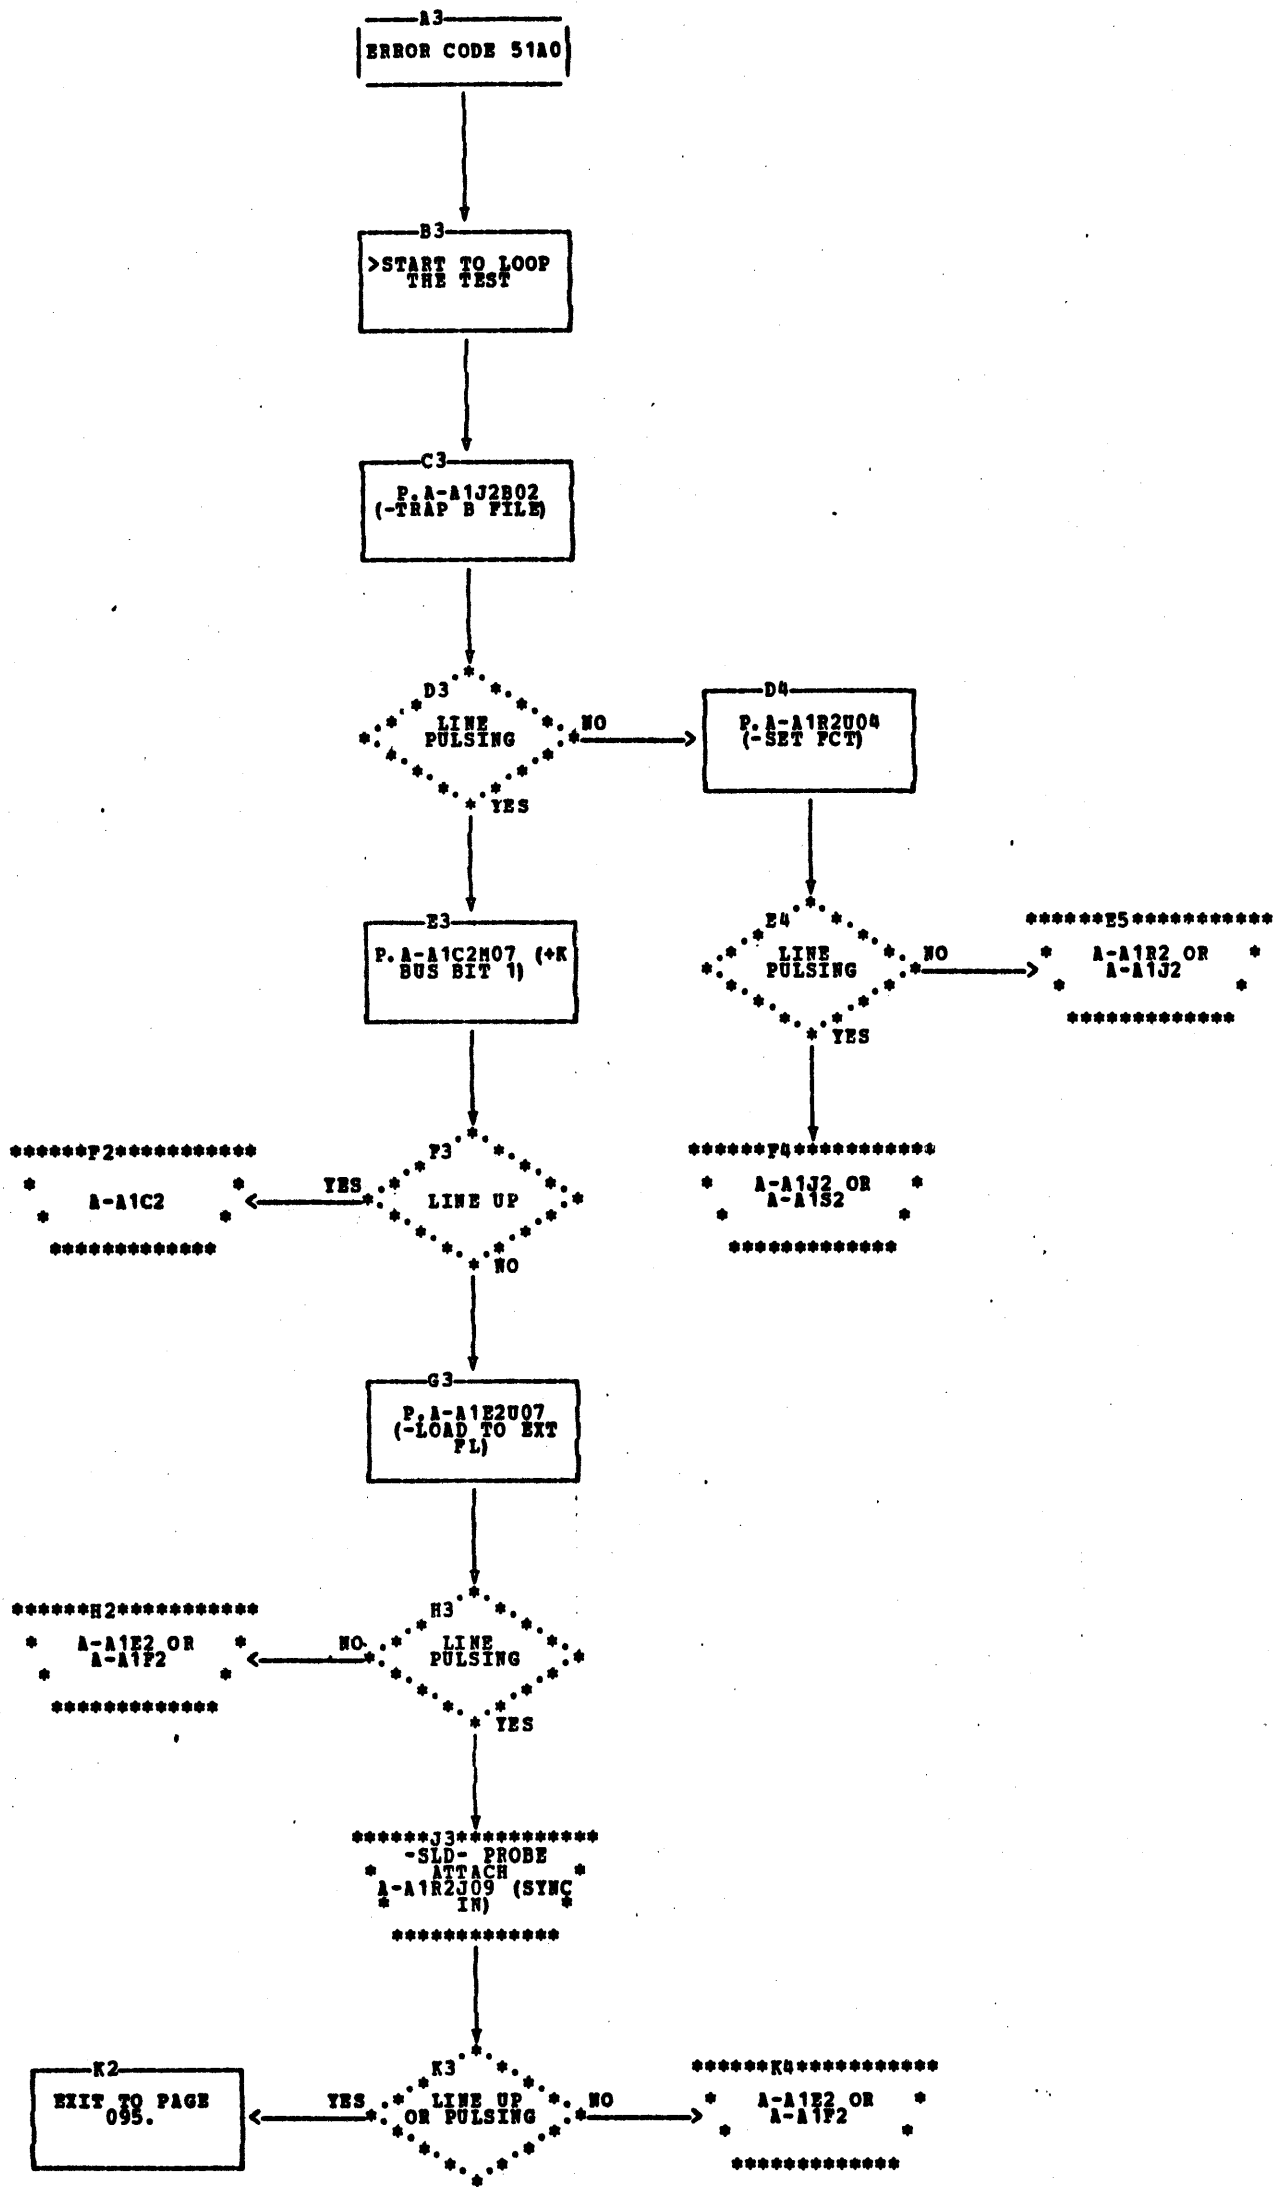 A3
ERROR CODE 51A0
B3
>START TO LOOP
THE TEST
C3
P.A-A1J2B02
(-TRAP B FILE)
D3
LINE
PULSING
NO
YES
D4
P.A-A1R2U04
(-SET FCT)
E3
P.A-A1C2M07 (+K
BUS BIT 1)
E4
LINE
PULSING
NO
YES
******E5***********
A-A1R2 OR
A-A1J2
******F2***********
A-A1C2
F3
YES
LINE UP
NO
******F4***********
A-A1J2 OR
A-A1S2
G3
P.A-A1E2U07
(-LOAD TO EXT
FL)
******H2***********
A-A1E2 OR
A-A1F2
H3
NO
LINE
PULSING
YES
******J3***********
-SLD- PROBE
ATTACH
A-A1R2J09 (SYNC
IN)
K2
EXIT TO PAGE
095.
K3
YES
LINE UP
OR PULSING
NO
******K4***********
A-A1E2 OR
A-A1F2